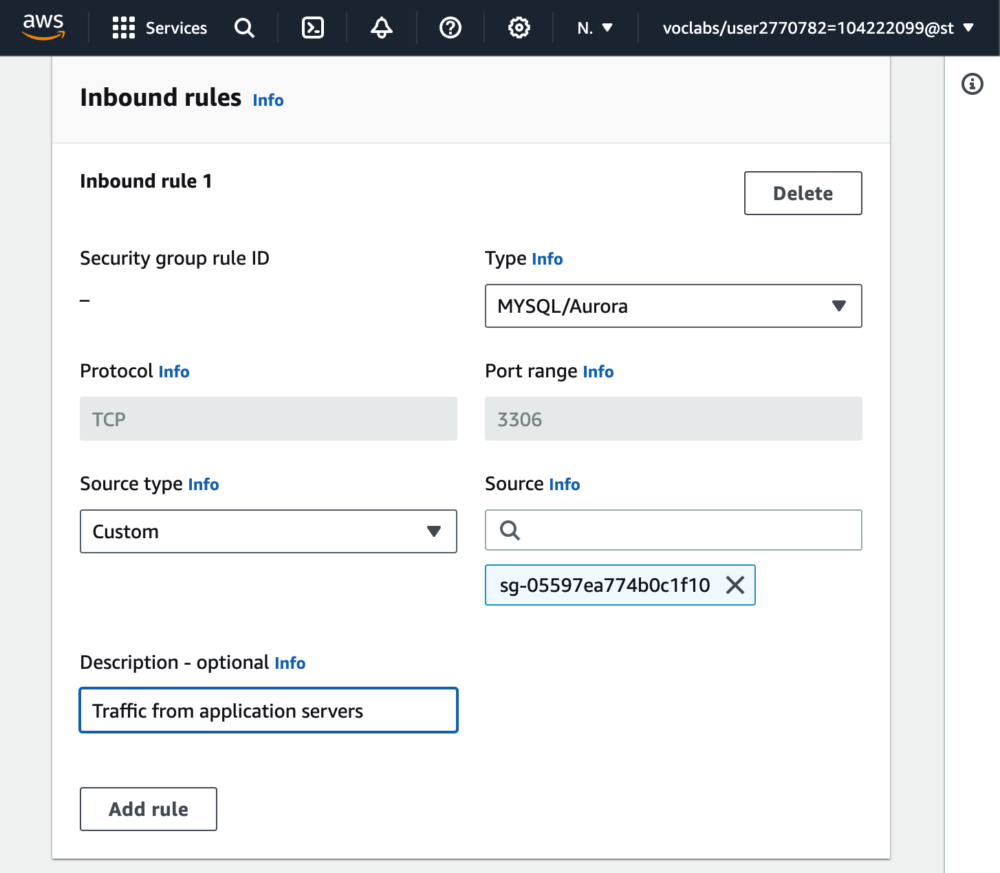 aws Services N. voclabs/user2770782=104222099@st
Inbound rules Info
Inbound rule 1
Delete
Security group rule ID
–
Type Info
MYSQL/Aurora
Protocol Info
TCP
Port range Info
3306
Source type Info
Custom
Source Info
sg-05597ea774b0c1f10
Description - optional Info
Traffic from application servers
Add rule